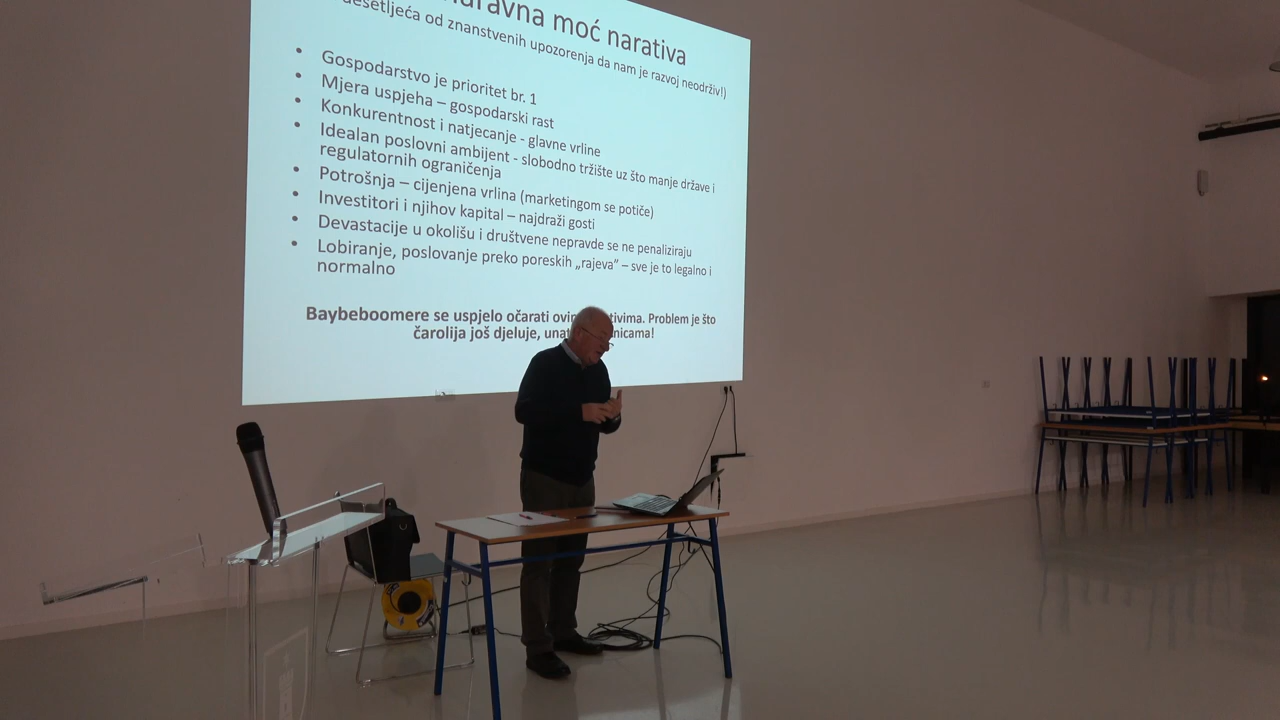 moć narativa
desetljeća od znanstvenih upozorenja da nam je razvoj neodrživ!)
• Gospodarstvo je prioritet br. 1
• Mjera uspjeha – gospodarski rast
• Konkurentnost i natjecanje - glavne vrline
• Idealan poslovni ambijent - slobodno tržište uz što manje države i
regulatornih ograničenja
• Potrošnja – cijenjena vrlina (marketingom se potiče)
• Investitori i njihov kapital – najdraži gosti
• Devastacije u okolišu i društvene nepravde se ne penaliziraju
• Lobiranje, poslovanje preko poreskih „rajeva” – sve je to legalno i
normalno
Baybeboomere se uspjelo očarati Problem je što
čarolija još djeluje,